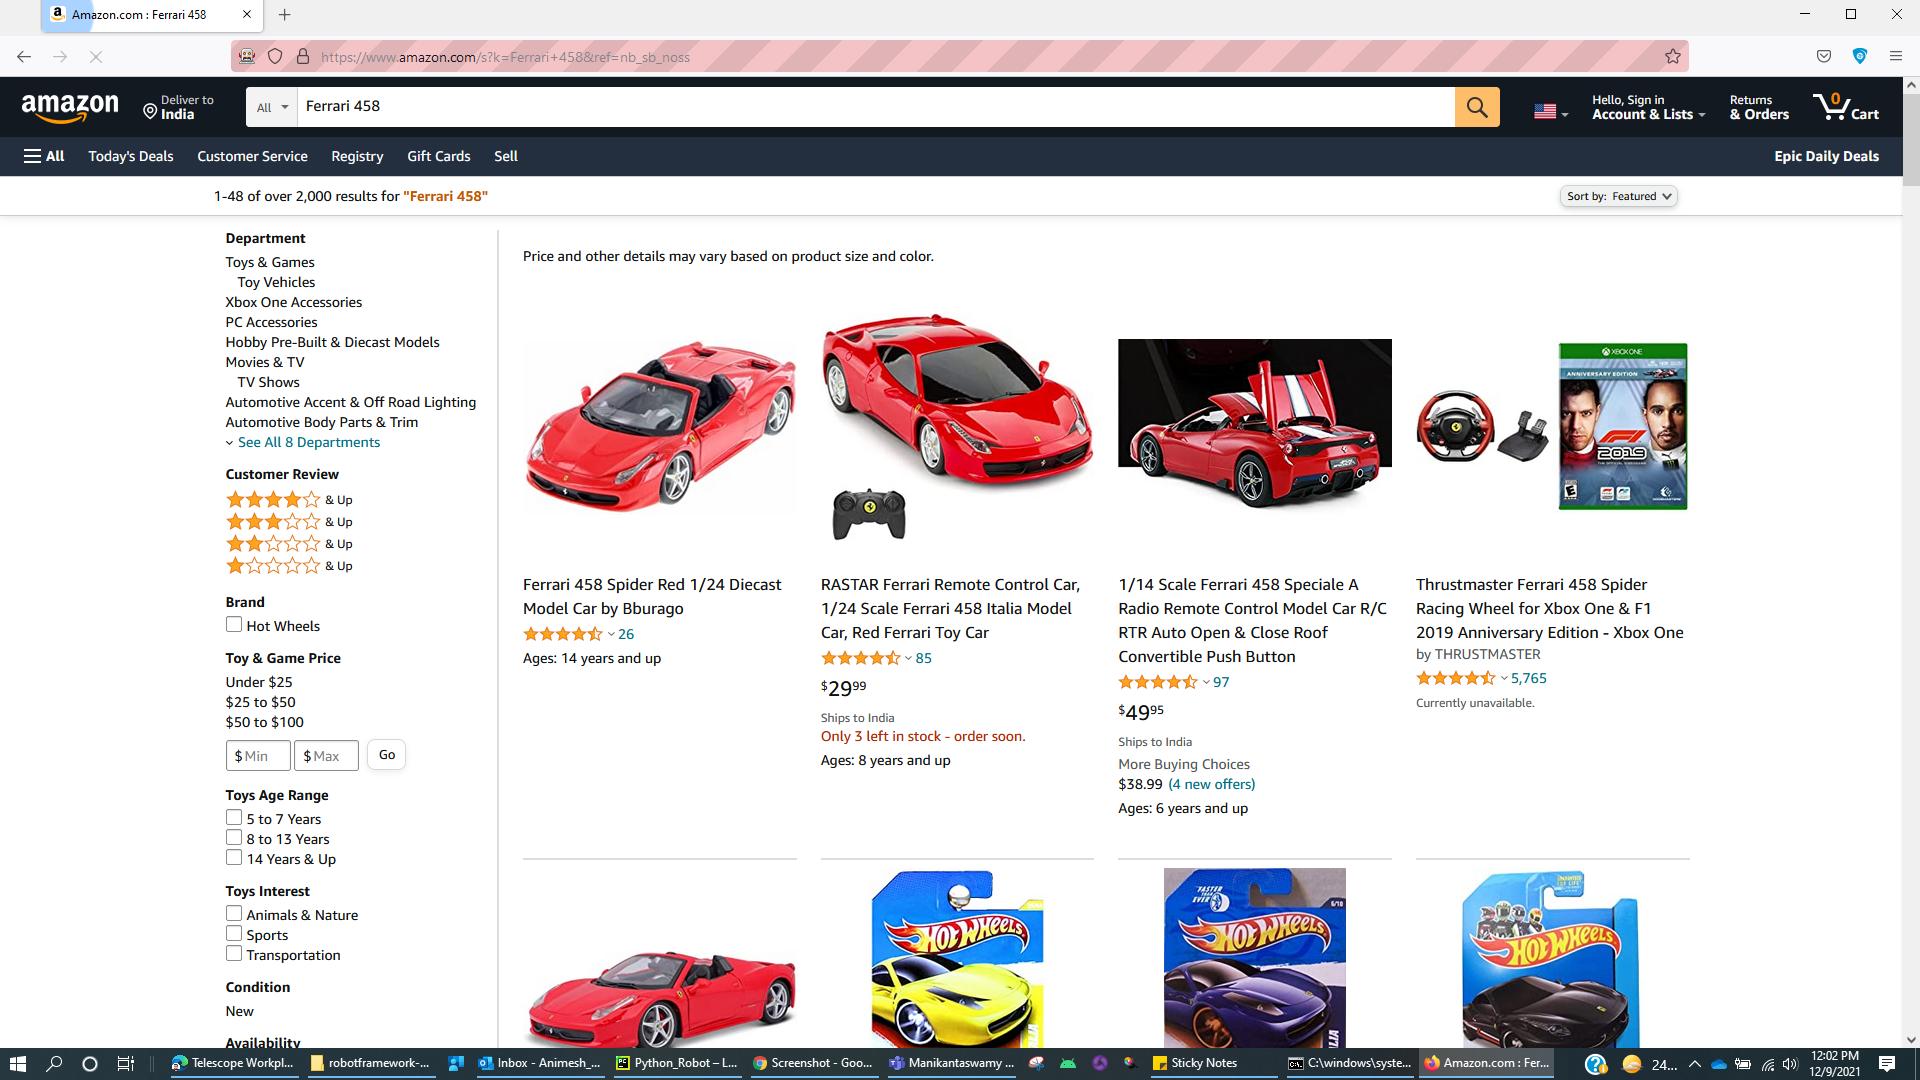 Amazon.com : Ferrari 458
https://www.amazon.com/s?k=Ferrari+458&ref=nb_sb_noss
amazon
Deliver to
India
All
Ferrari 458
Hello, Sign in
Account & Lists
Returns
& Orders
0
Cart
All
Today's Deals
Customer Service
Registry
Gift Cards
Sell
Epic Daily Deals
1-48 of over 2,000 results for "Ferrari 458"
Sort by: Featured
Department
Toys & Games
Toy Vehicles
Xbox One Accessories
PC Accessories
Hobby Pre-Built & Diecast Models
Movies & TV
TV Shows
Automotive Accent & Off Road Lighting
Automotive Body Parts & Trim
See All 8 Departments
Customer Review
& Up
& Up
& Up
& Up
Brand
Hot Wheels
Toy & Game Price
Under $25
$25 to $50
$50 to $100
$ Min
$ Max
Go
Toys Age Range
5 to 7 Years
8 to 13 Years
14 Years & Up
Toys Interest
Animals & Nature
Sports
Transportation
Condition
New
Availability
Price and other details may vary based on product size and color.
Ferrari 458 Spider Red 1/24 Diecast
Model Car by Bburago
26
Ages: 14 years and up
RASTAR Ferrari Remote Control Car,
1/24 Scale Ferrari 458 Italia Model
Car, Red Ferrari Toy Car
85
$29 99
Ships to India
Only 3 left in stock - order soon.
Ages: 8 years and up
1/14 Scale Ferrari 458 Speciale A
Radio Remote Control Model Car R/C
RTR Auto Open & Close Roof
Convertible Push Button
97
$49 95
Ships to India
More Buying Choices
$38.99 (4 new offers)
Ages: 6 years and up
XBOX ONE
ANNIVERSARY EDITION
F1
2019
Thrustmaster Ferrari 458 Spider
Racing Wheel for Xbox One & F1
2019 Anniversary Edition - Xbox One
by THRUSTMASTER
5,765
Currently unavailable.
HOT WHEELS
FASTER THAN EVER
HOT WHEELS
HOT WHEELS
Telescope Workpl...
robotframework-...
Inbox - Animesh_...
Python_Robot – L...
Screenshot - Goo...
Manikantaswamy ...
Sticky Notes
C:\windows\syste...
Amazon.com : Fer...
24...
12:02 PM
12/9/2021